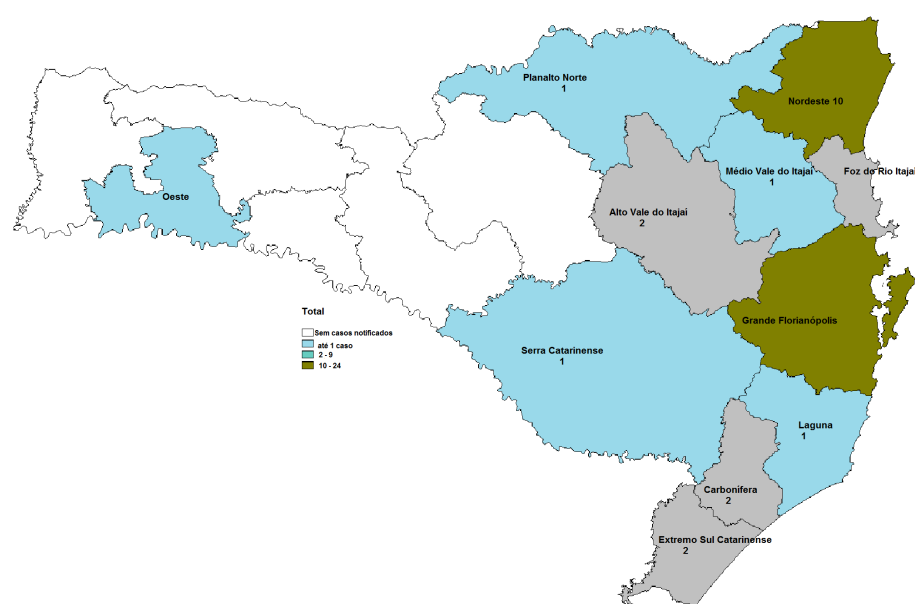 Planalto Norte
1
Nordeste 10
Médio Vale do Itajaí
1
Foz do Rio Itajaí
Oeste
Alto Vale do Itajaí
2
Total
Sem casos notificados
até 1 caso
2 - 9
10 - 24
Grande Florianópolis
Serra Catarinense
1
Laguna
1
Carbonífera
2
Extremo Sul Catarinense
2